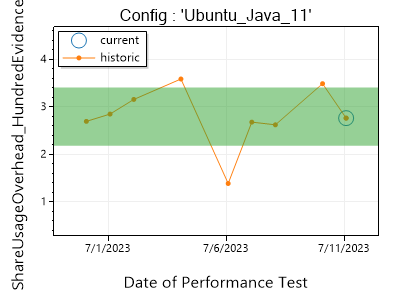 Config : 'Ubuntu_Java_11'
current
historic
ShareUsageOverhead_HundredEvidence
4
3
2
1
7/1/2023
7/6/2023
7/11/2023
Date of Performance Test